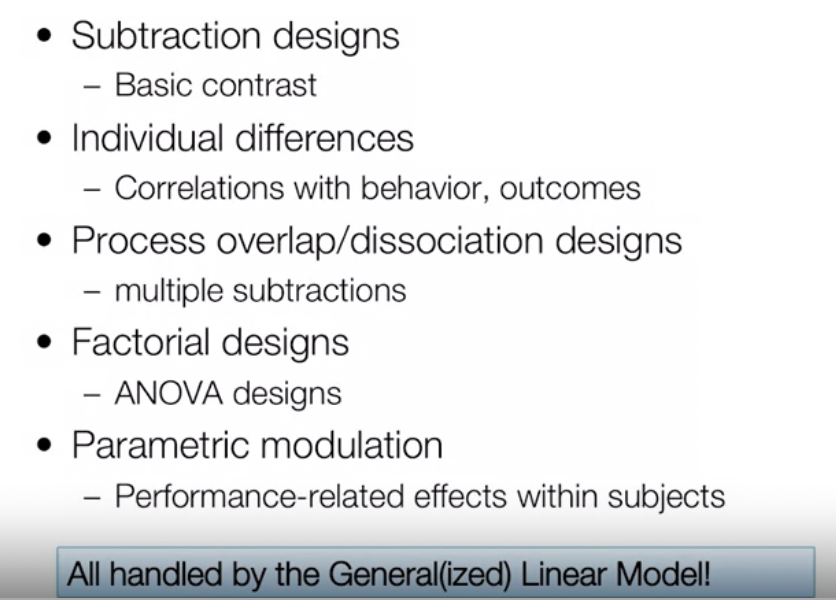 • Subtraction designs
– Basic contrast
• Individual differences
– Correlations with behavior, outcomes
• Process overlap/dissociation designs
– multiple subtractions
• Factorial designs
– ANOVA designs
• Parametric modulation
– Performance-related effects within subjects
All handled by the General(ized) Linear Model!